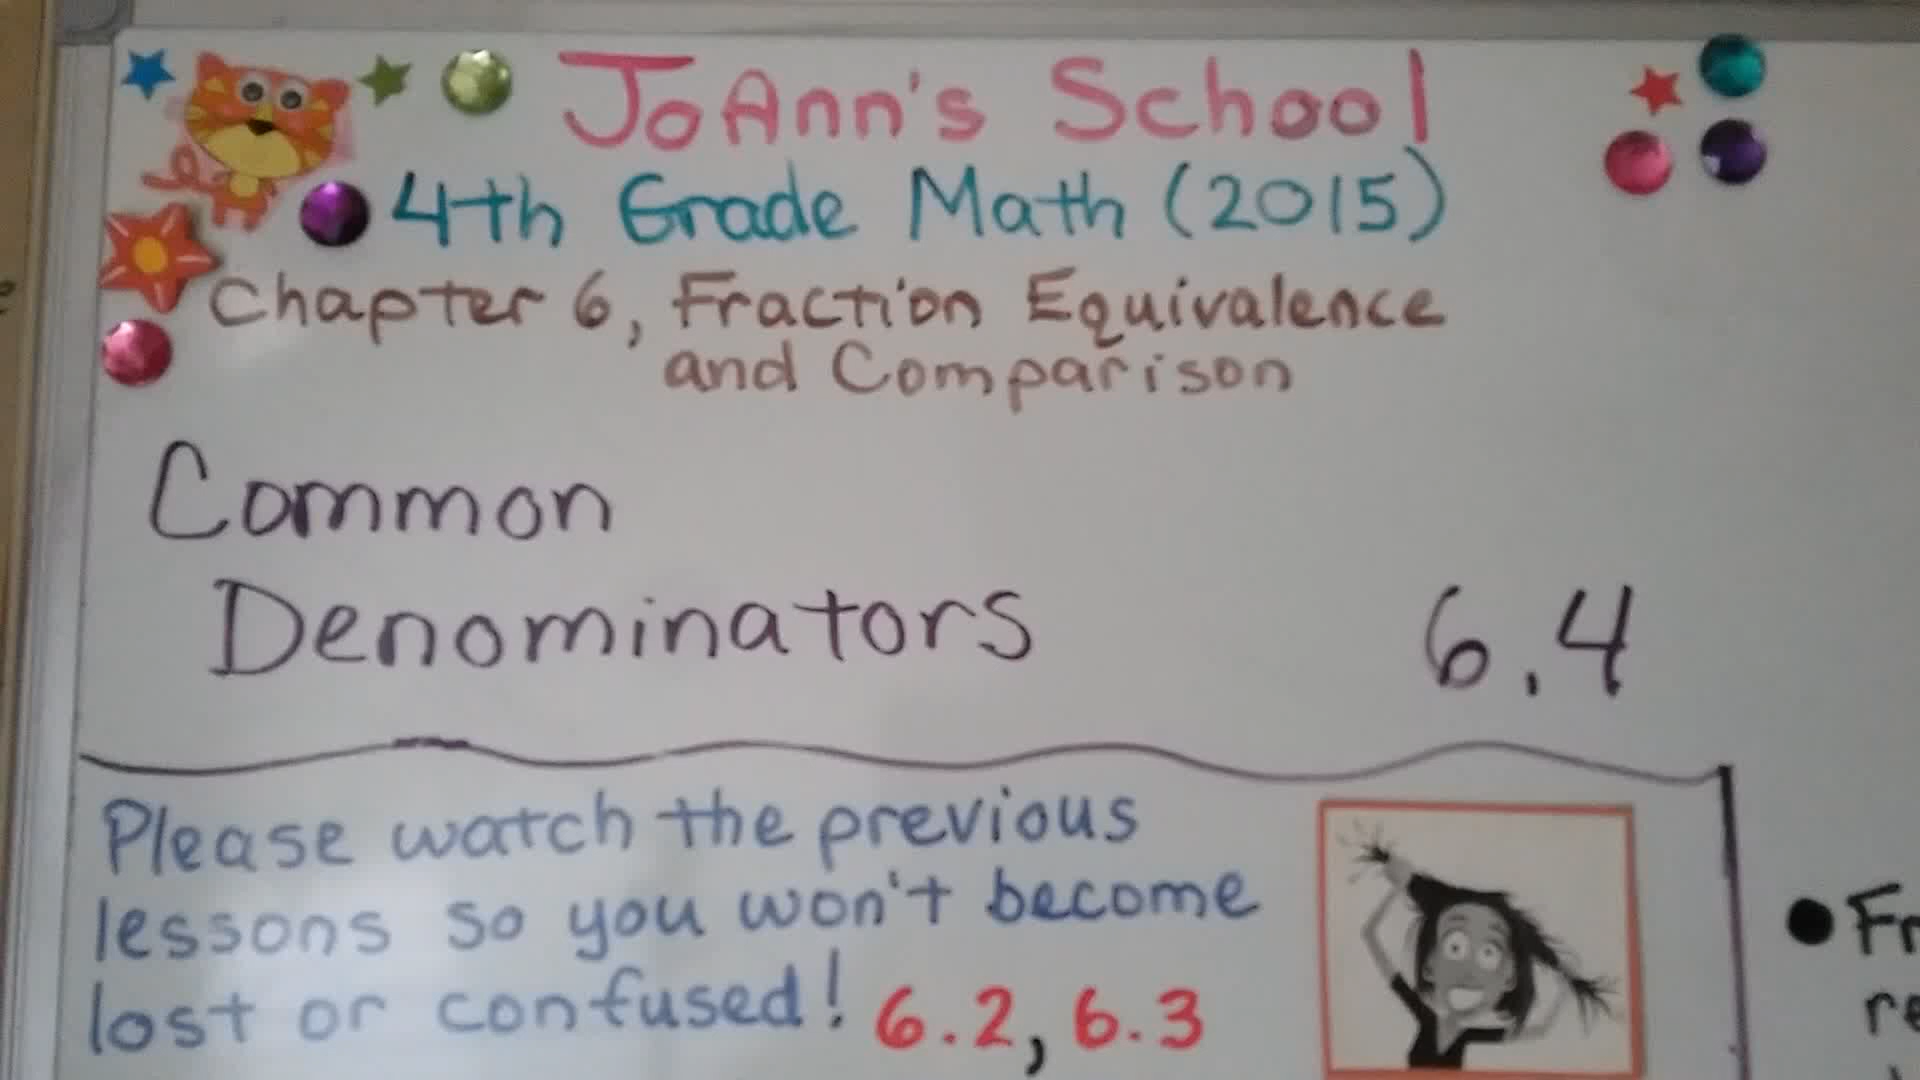 JoAnn's School
4th Grade Math (2015)
Chapter 6, Fraction Equivalence
and Comparison
Common
Denominators 6.4
Please watch the previous
lessons so you won't become
lost or confused! 6.2, 6.3